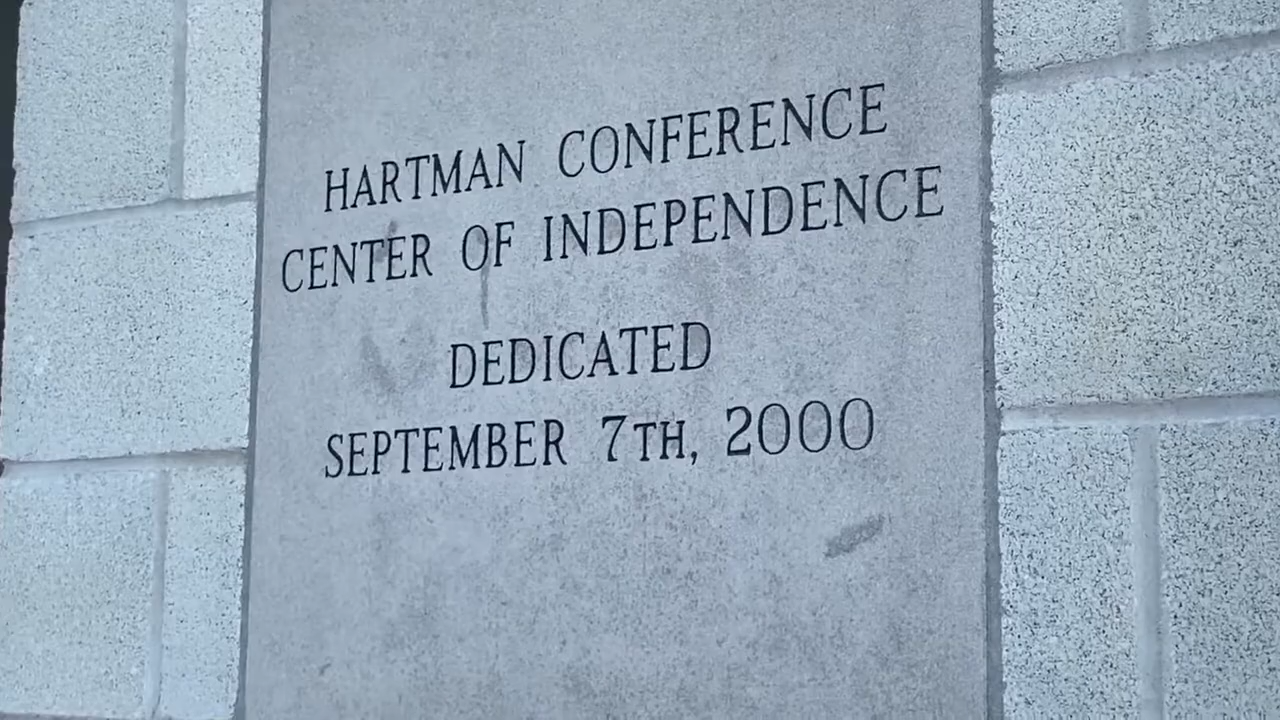 HARTMAN CONFERENCE
CENTER OF INDEPENDENCE
DEDICATED
SEPTEMBER 7TH, 2000